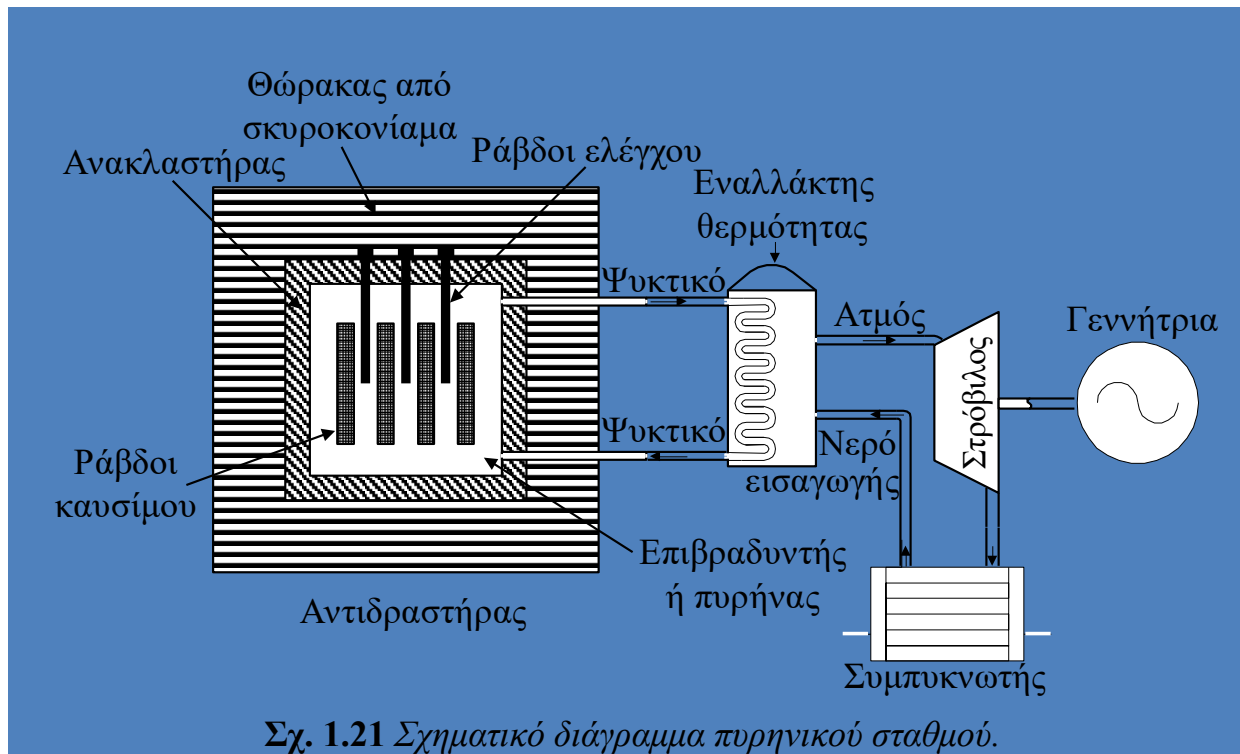 Θώρακας από
σκυροκονίαμα
Ανακλαστήρας
Ράβδοι ελέγχου
Εναλλάκτης
θερμότητας
Ψυκτικό
Ατμός
Γεννήτρια
Στρόβιλος
Ψυκτικό
Νερό
εισαγωγής
Ράβδοι
καυσίμου
Επιβραδυντής
ή πυρήνας
Αντιδραστήρας
Συμπυκνωτής
Σχ. 1.21 Σχηματικό διάγραμμα πυρηνικού σταθμού.